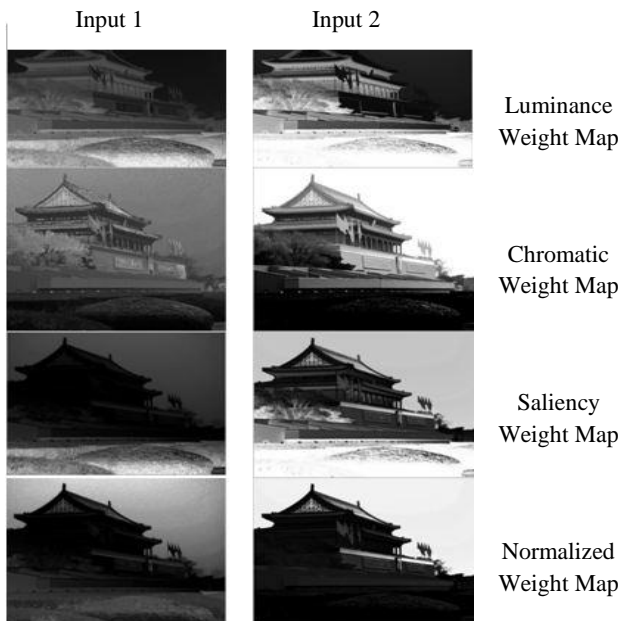 Input 1
Input 2
Luminance
Weight Map
Chromatic
Weight Map
Saliency
Weight Map
Normalized
Weight Map